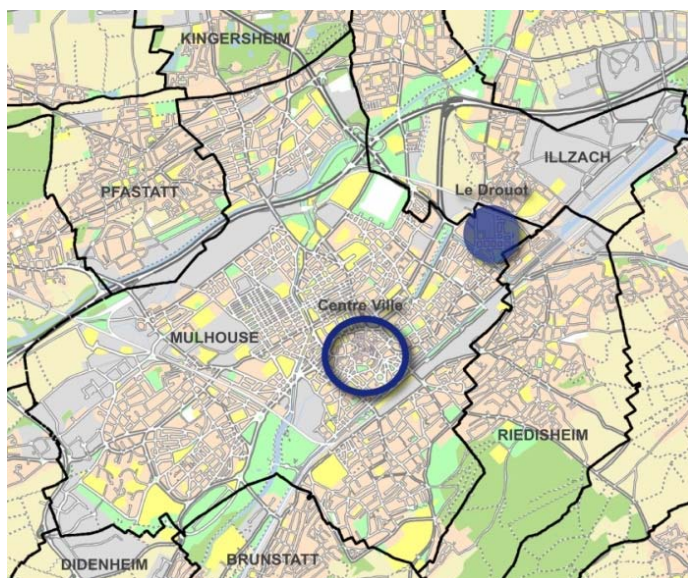 KINGERSHEIM
ILLZACH
PFASTATT
Le Drouot
Centre Ville
MULHOUSE
RIEDISHEIM
DIDENHEIM
BRUNSTATT